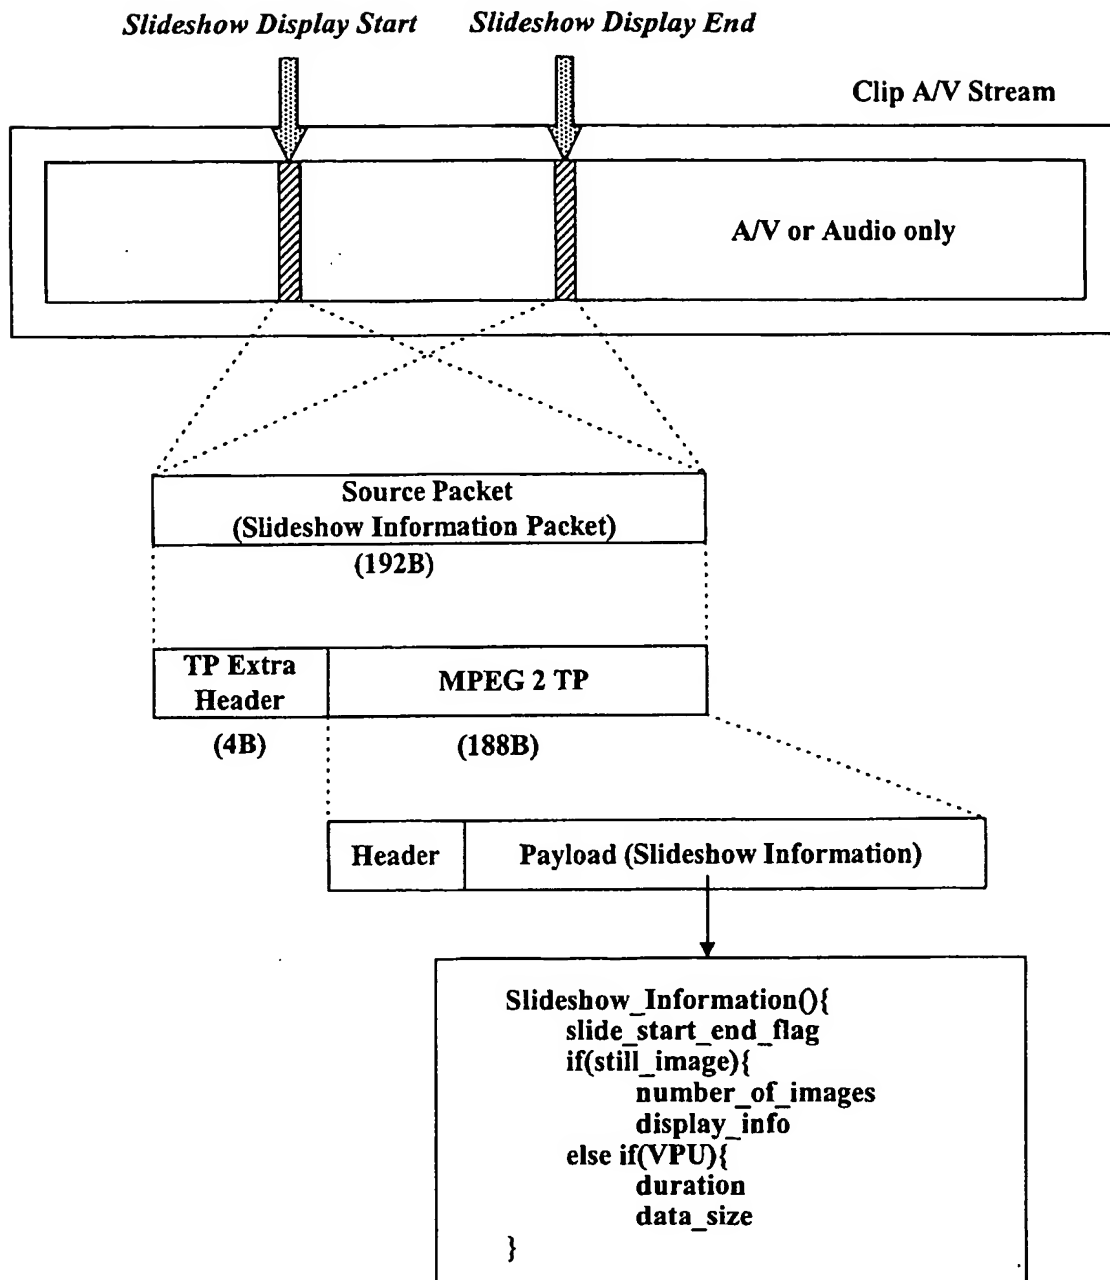 Slideshow Display Start
Slideshow Display End
Clip A/V Stream
A/V or Audio only
Source Packet
(Slideshow Information Packet)
(192B)
TP Extra
Header
MPEG 2 TP
(4B)
(188B)
Header
Payload (Slideshow Information)
Slideshow_Information(){
slide_start_end_flag
if(still_image){
number_of_images
display_info
else if(VPU){
duration
data_size
}